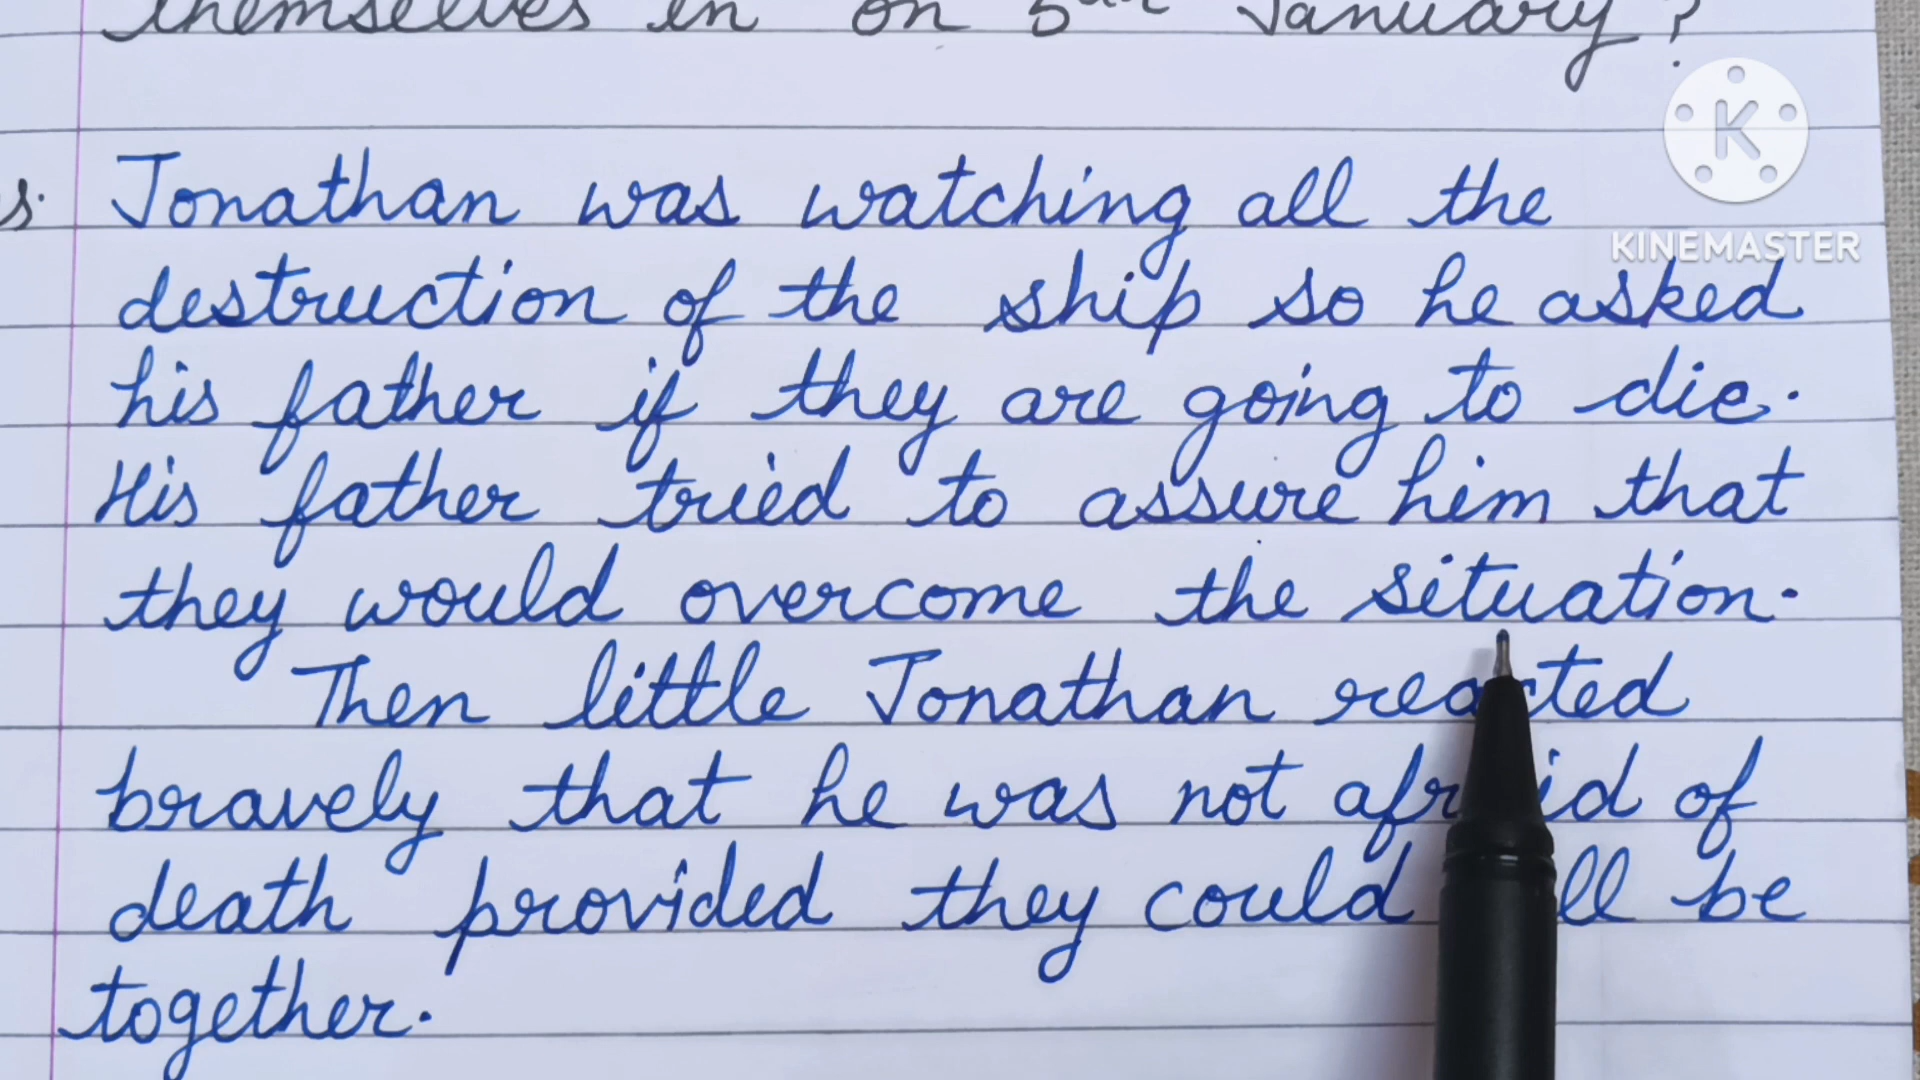 themselves in on 5th January?
s. Jonathan was watching all the
destruction of the ship so he asked
his father if they are going to die.
His father tried to assure him that
they would overcome the situation.
Then little Jonathan reacted
bravely that he was not afraid of
death provided they could all be
together.
K
KINEMASTER